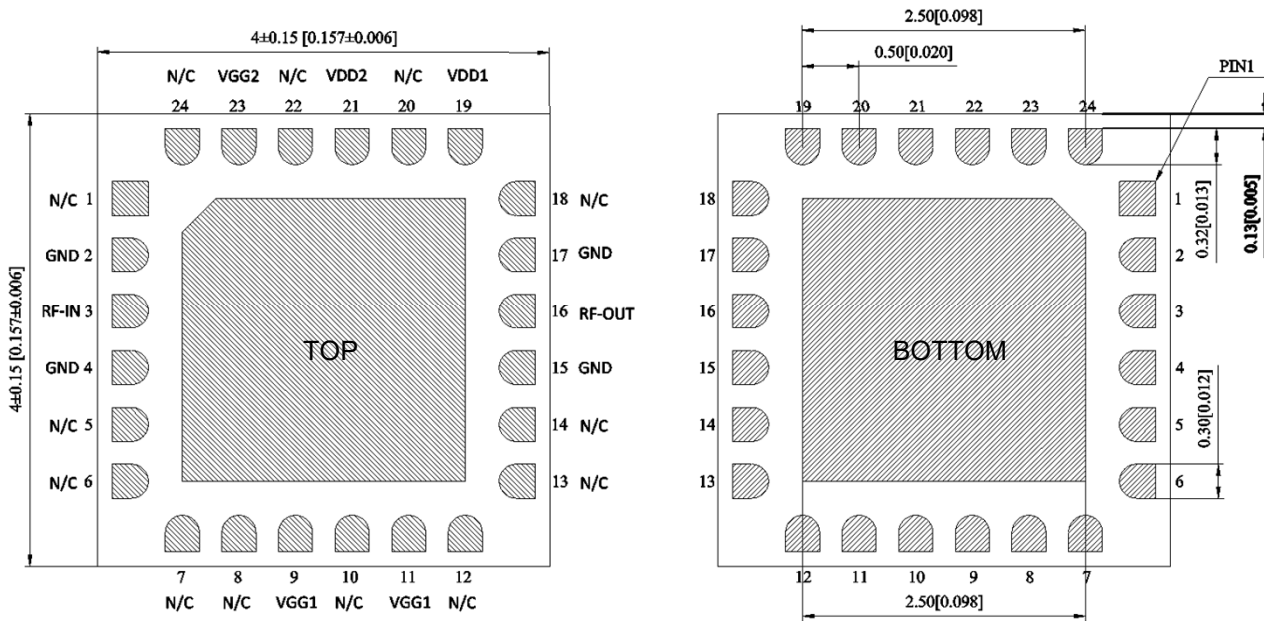 4±0.15 [0.157±0.006]
N/C VGG2 N/C VDD2 N/C VDD1
24 23 22 21 20 19
N/C 1
GND 2
RF-IN 3
GND 4
N/C 5
N/C 6
18 N/C
17 GND
16 RF-OUT
15 GND
14 N/C
13 N/C
TOP
4±0.15 [0.157±0.006]
7 8 9 10 11 12
N/C N/C VGG1 N/C VGG1 N/C
2.50[0.098]
0.50[0.020]
PIN1
19 20 21 22 23 24
18
17
16
15
14
13
BOTTOM
1
2
3
4
5
6
0.32[0.013]
0.13[0.005]
0.30[0.012]
12 11 10 9 8 7
2.50[0.098]